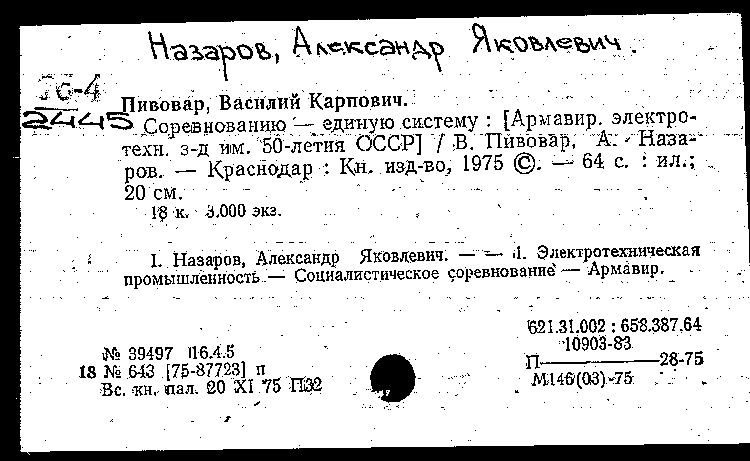 Назаров, Александр Яковлевич.
76-4
2445
Пивовар, Василий Карпович.
Соревнованию — единую систему : [Армавир. электро-
техн. з-д им. 50-летия СССР] / В. Пивовар, А. Наза-
ров. — Краснодар : Кн. изд-во, 1975 ©. — 64 с. : ил.;
20 см.
18 к. 3.000 экз.
I. Назаров, Александр Яковлевич. — — 1. Электротехническая
промышленность — Социалистическое соревнование — Армавир.
621.31.002 : 658.387.64
№ 39497 16.4.5
10903-83
18 № 643 [75-87723] п
П———28-75
Вс. кн. пал. 20 XI 75 П32
М146(03)-75